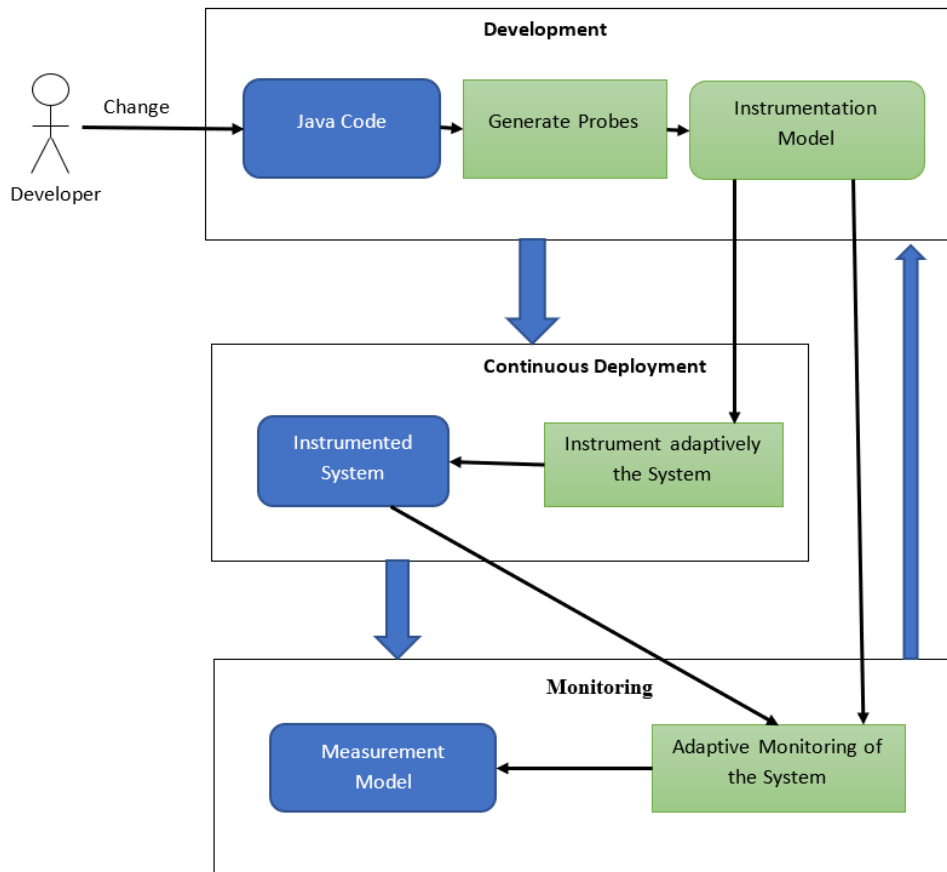 Development
Change
Java Code
Generate Probes
Instrumentation
Model
Developer
Continuous Deployment
Instrumented
System
Instrument adaptively
the System
Monitoring
Measurement
Model
Adaptive Monitoring of
the System